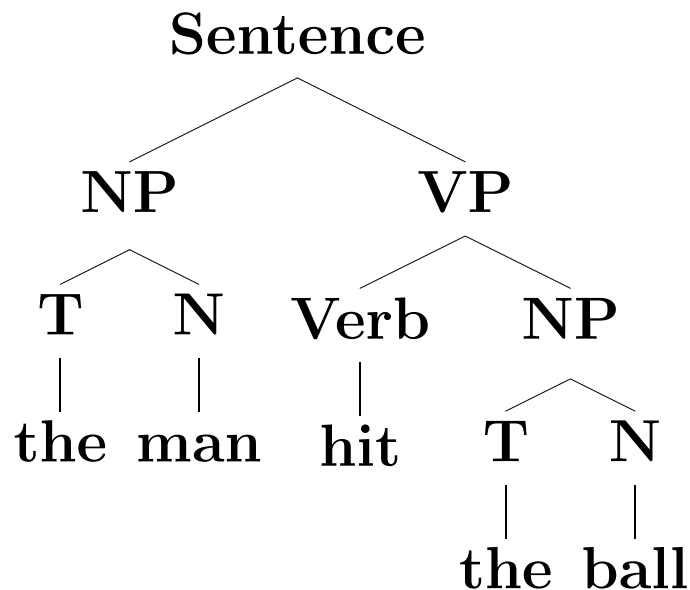 Sentence
NP VP
T N Verb NP
the man hit T N
the ball